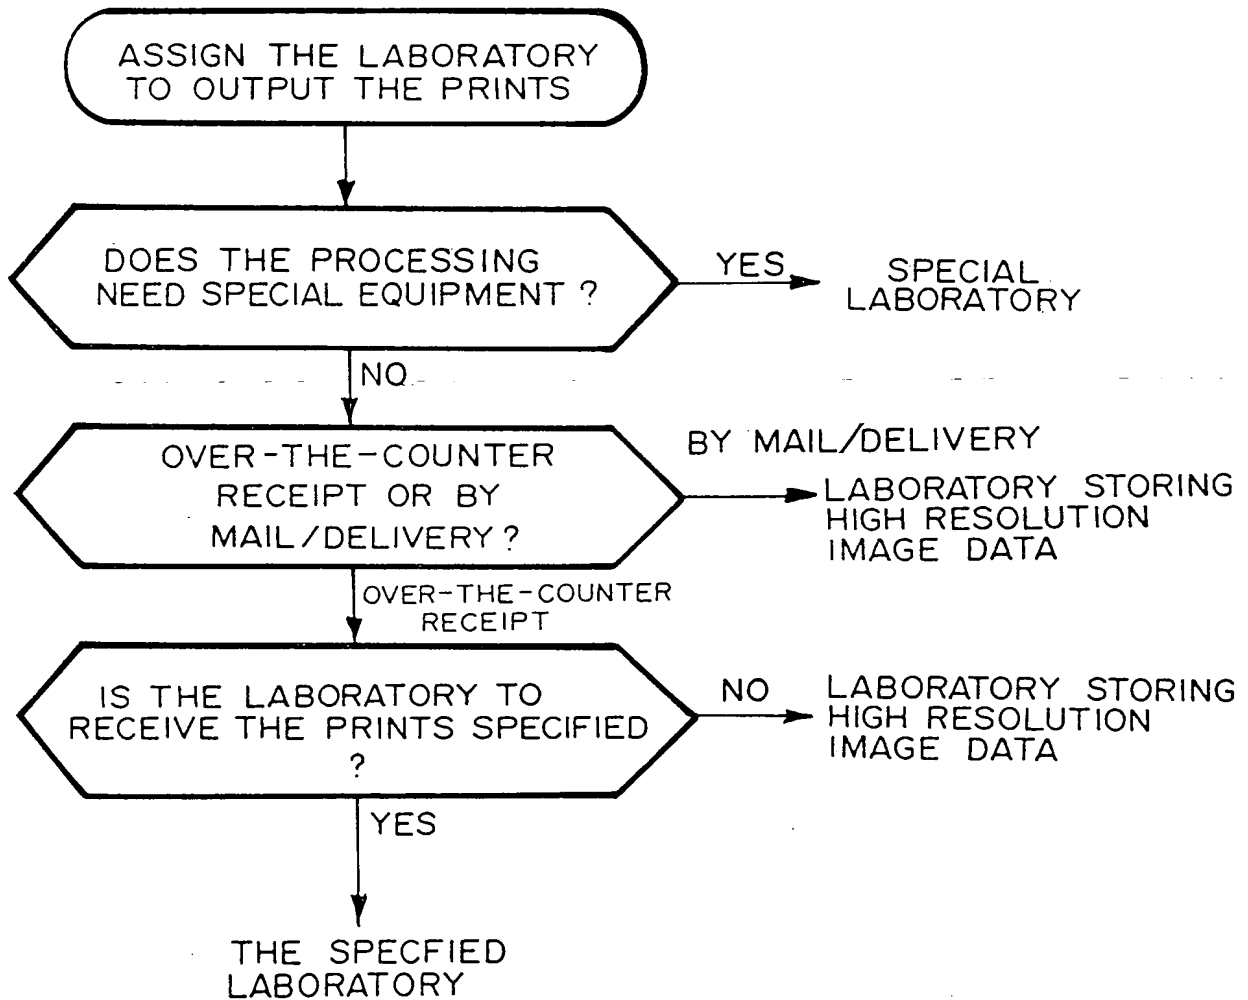 ASSIGN THE LABORATORY
TO OUTPUT THE PRINTS
DOES THE PROCESSING
NEED SPECIAL EQUIPMENT ?
YES
SPECIAL
LABORATORY
NO
OVER-THE-COUNTER
RECEIPT OR BY
MAIL/DELIVERY ?
BY MAIL/DELIVERY
LABORATORY STORING
HIGH RESOLUTION
IMAGE DATA
OVER-THE-COUNTER
RECEIPT
IS THE LABORATORY TO
RECEIVE THE PRINTS SPECIFIED
?
NO
LABORATORY STORING
HIGH RESOLUTION
IMAGE DATA
YES
THE SPECFIED
LABORATORY